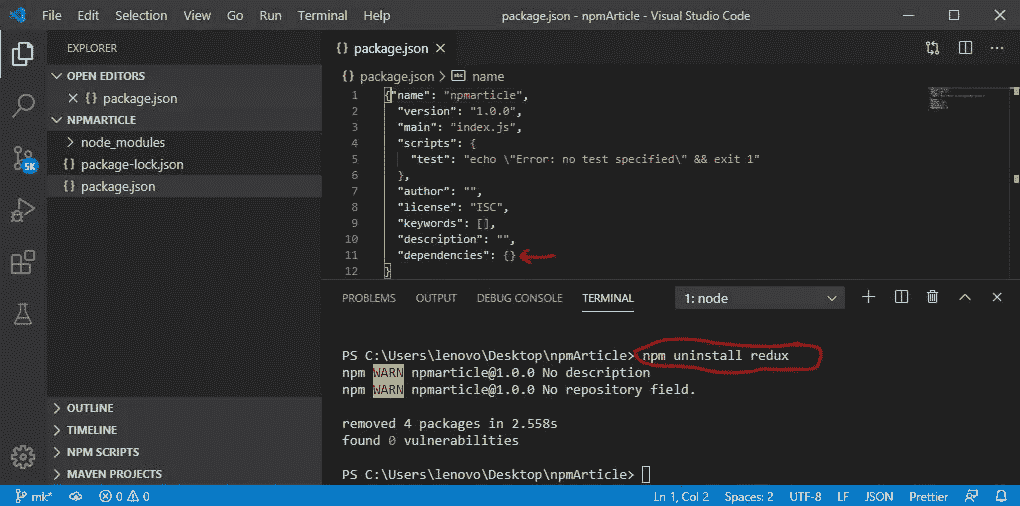 File Edit Selection View Go Run Terminal Help package.json - npmArticle - Visual Studio Code
EXPLORER
OPEN EDITORS
{} package.json
NPMARTICLE
node_modules
{} package-lock.json
{} package.json
5K
OUTLINE
TIMELINE
NPM SCRIPTS
MAVEN PROJECTS
{} package.json
{} package.json > abc name
1 {"name": "npmarticle",
2 "version": "1.0.0",
3 "main": "index.js",
4 "scripts": {
5 "test": "echo \"Error: no test specified\" && exit 1"
6 },
7 "author": "",
8 "license": "ISC",
9 "keywords": [],
10 "description": "",
11 "dependencies": {}
12 }
PROBLEMS OUTPUT DEBUG CONSOLE TERMINAL 1: node
PS C:\Users\lenovo\Desktop\npmArticle> npm uninstall redux
npm WARN npmarticle@1.0.0 No description
npm WARN npmarticle@1.0.0 No repository field.
removed 4 packages in 2.558s
found 0 vulnerabilities
PS C:\Users\lenovo\Desktop\npmArticle>
mk* 0 0 Ln 1, Col 2 Spaces: 2 UTF-8 LF JSON Prettier